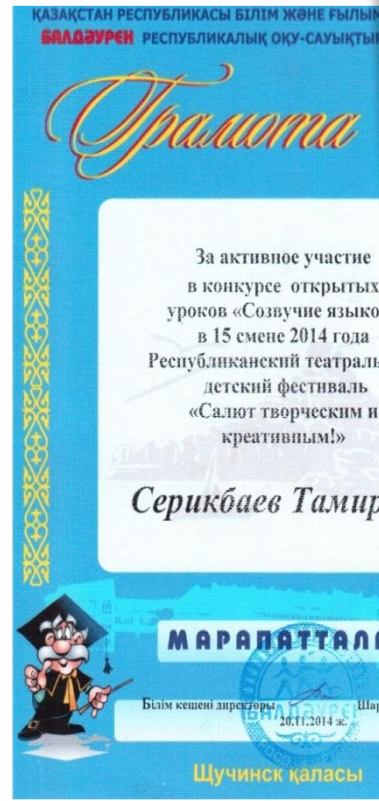 ҚАЗАҚСТАН РЕСПУБЛИКАСЫ БІЛІМ ЖӘНЕ ҒЫЛЫМ
БАЛДӘУРЕН РЕСПУБЛИКАЛЫҚ ОҚУ-САУЫҚТЫ
Грамота
За активное участие
в конкурсе открытых
уроков «Созвучие языко
в 15 смене 2014 года
Республиканский театраль
детский фестиваль
«Салют творческим и
креативным!»
Серикбаев Тамир
МАРАПАТТАЛ
Білім кешені директоры Шар
БАЛДӘУРЕН
20.11.2014 ж.
Щучинск қаласы